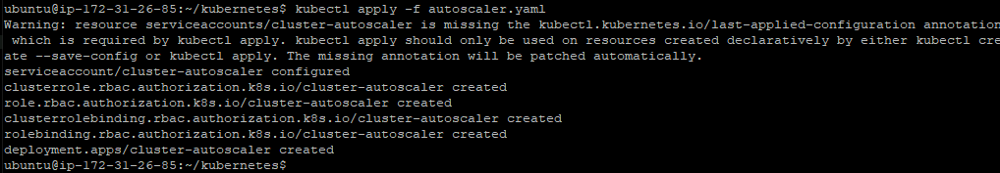 ubuntu@ip-172-31-26-85:~/kubernetes$ kubectl apply -f autoscaler.yaml
Warning: resource serviceaccounts/cluster-autoscaler is missing the kubectl.kubernetes.io/last-applied-configuration annotation
 which is required by kubectl apply. kubectl apply should only be used on resources created declaratively by either kubectl cre
ate --save-config or kubectl apply. The missing annotation will be patched automatically.
serviceaccount/cluster-autoscaler configured
clusterrole.rbac.authorization.k8s.io/cluster-autoscaler created
role.rbac.authorization.k8s.io/cluster-autoscaler created
clusterrolebinding.rbac.authorization.k8s.io/cluster-autoscaler created
rolebinding.rbac.authorization.k8s.io/cluster-autoscaler created
deployment.apps/cluster-autoscaler created
ubuntu@ip-172-31-26-85:~/kubernetes$